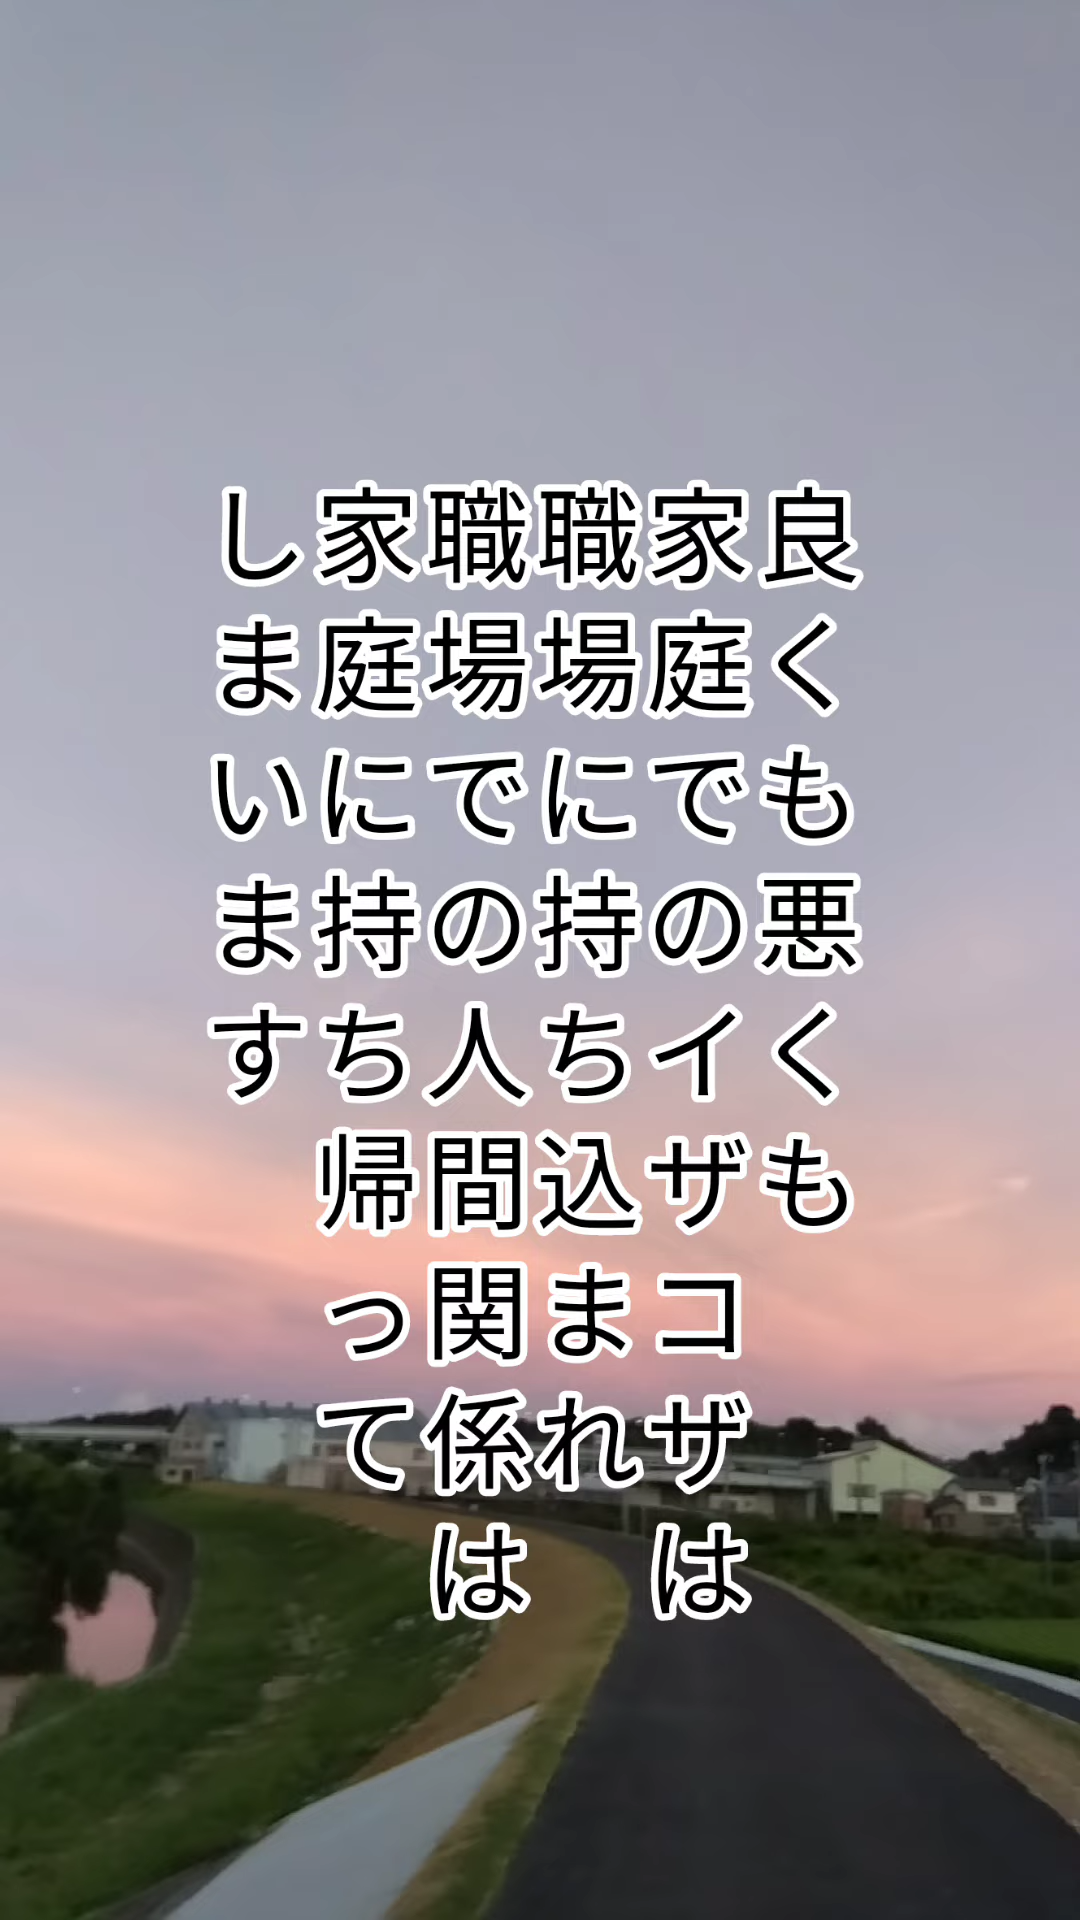 良くも悪くも
家庭でのイザコザは
職場に持ち込まれ
職場での人間関係は
家庭に持ち帰って
しまいます